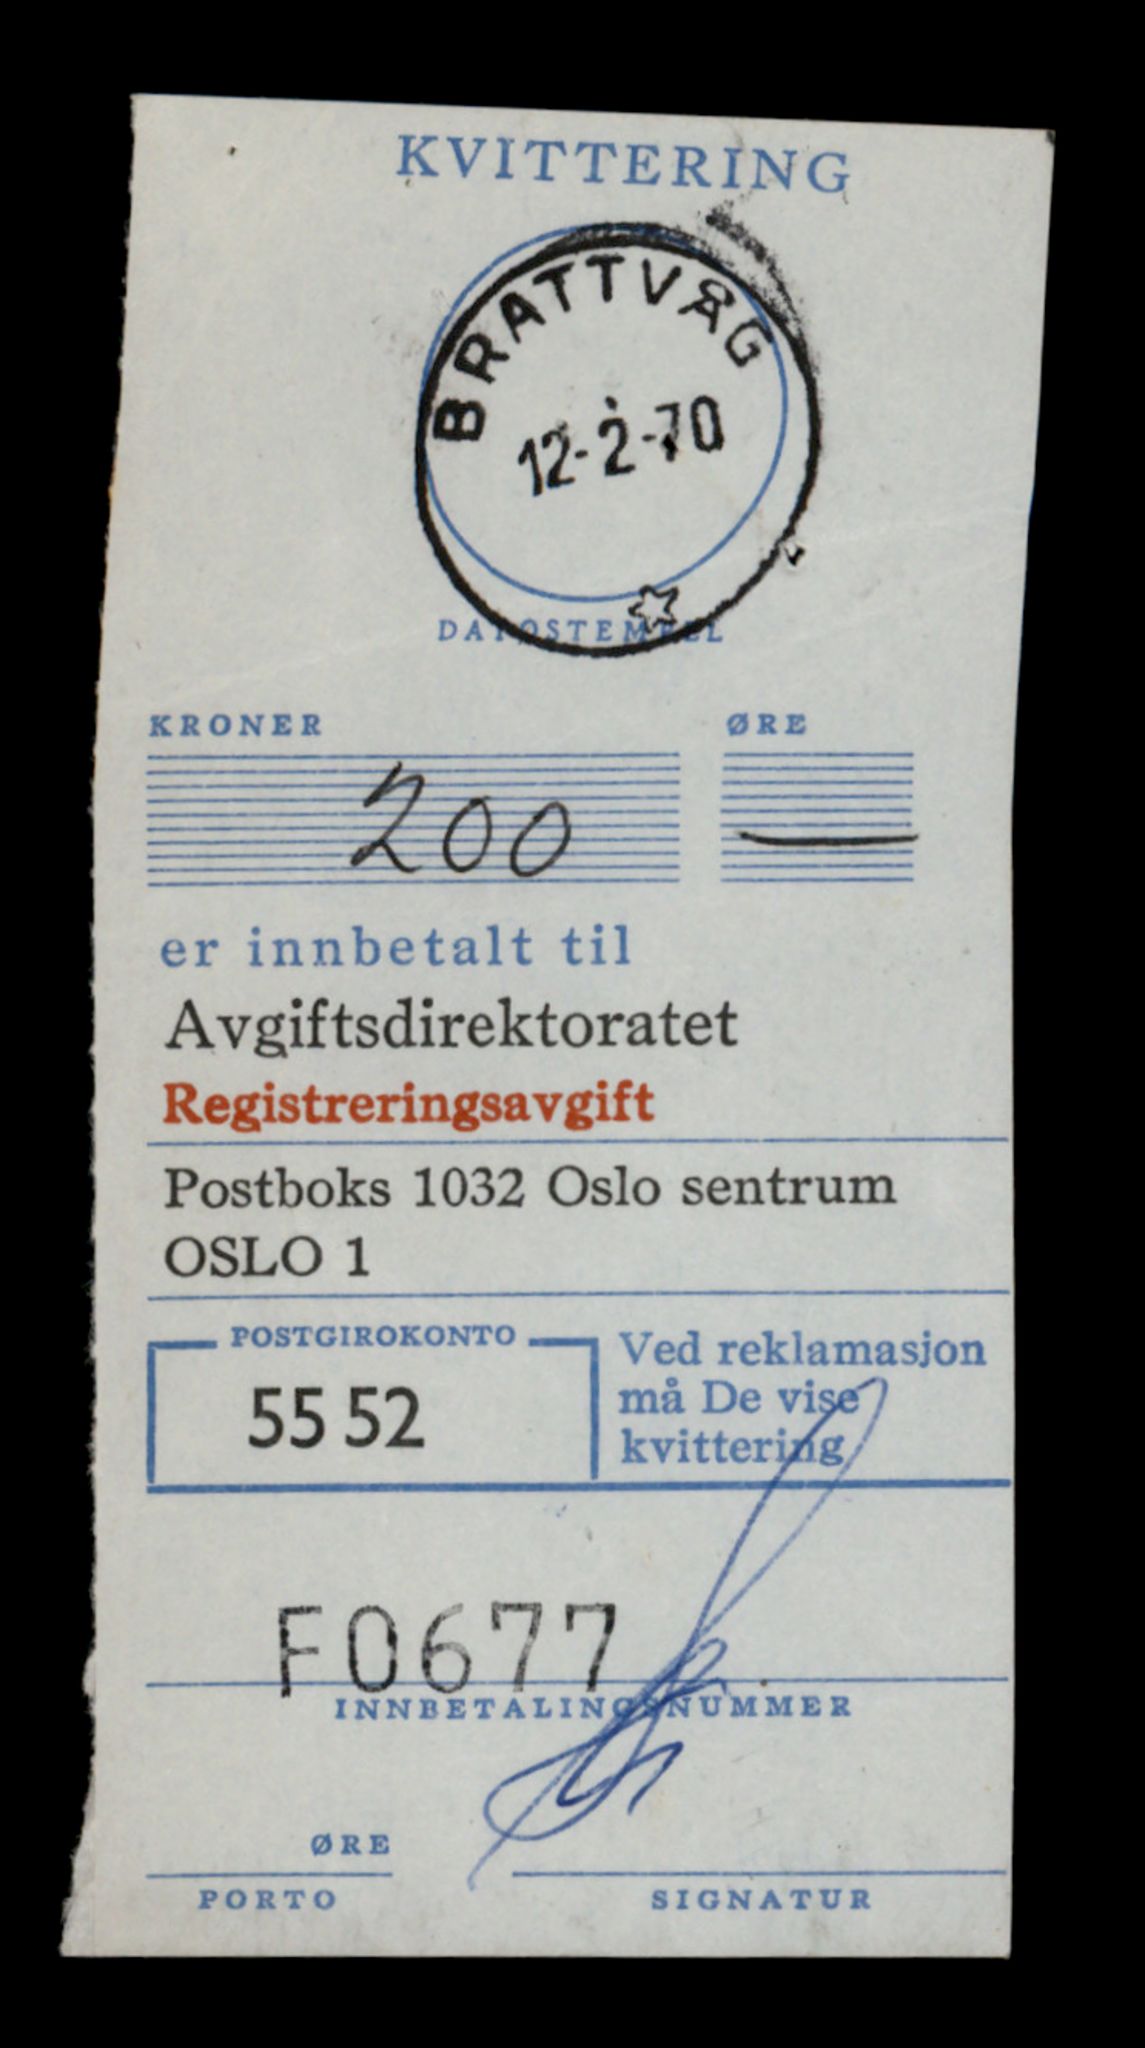 KVITTERING
BRATTVÅG
12-2-70
DATOSTEMPEL
KRONER ØRE
200 —
er innbetalt til
Avgiftsdirektoratet
Registreringsavgift
Postboks 1032 Oslo sentrum
OSLO 1
POSTGIROKONTO
55 52
Ved reklamasjon
må De vise
kvittering
F0677
INNBETALINGSNUMMER
ØRE
PORTO SIGNATUR